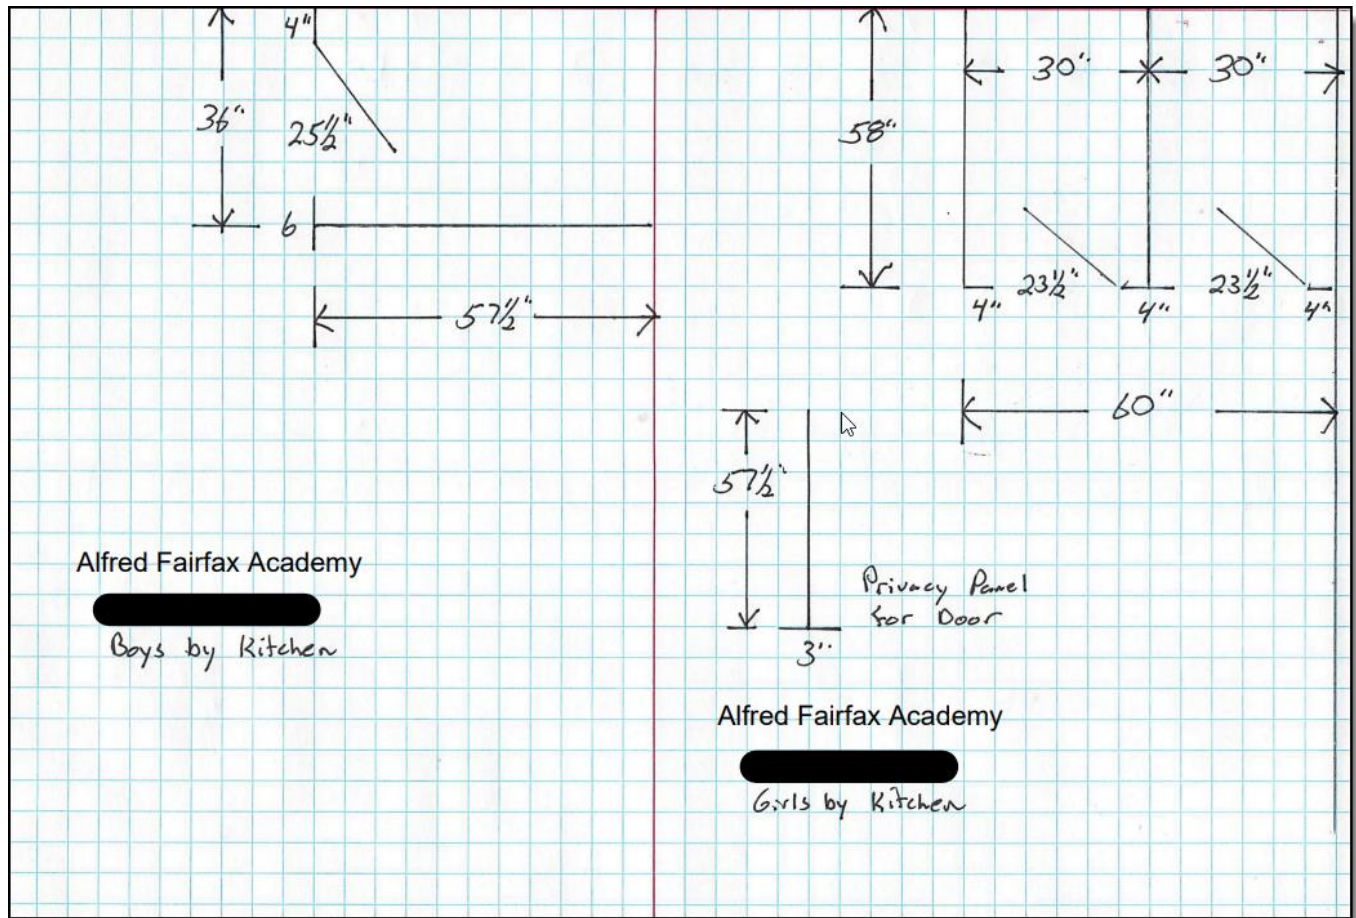 4"
36"
25½"
6
57½"
Alfred Fairfax Academy
Boys by Kitchen
30"
30"
58"
23½"
23½"
4"
4"
4"
60"
57½"
Privacy Panel
for Door
3"
Alfred Fairfax Academy
Girls by Kitchen